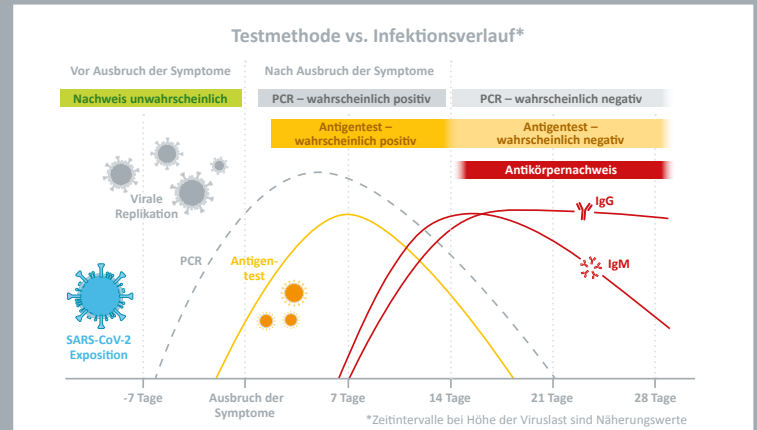 Testmethode vs. Infektionsverlauf*
Vor Ausbruch der Symptome
Nach Ausbruch der Symptome
Nachweis unwahrscheinlich
PCR – wahrscheinlich positiv
PCR – wahrscheinlich negativ
Antigentest –
wahrscheinlich positiv
Antigentest –
wahrscheinlich negativ
Antikörpernachweis
Virale
Replikation
IgG
PCR
Antigen-
test
IgM
SARS-CoV-2
Exposition
-7 Tage
Ausbruch der
Symptome
7 Tage
14 Tage
21 Tage
28 Tage
*Zeitintervalle bei Höhe der Viruslast sind Näherungswerte